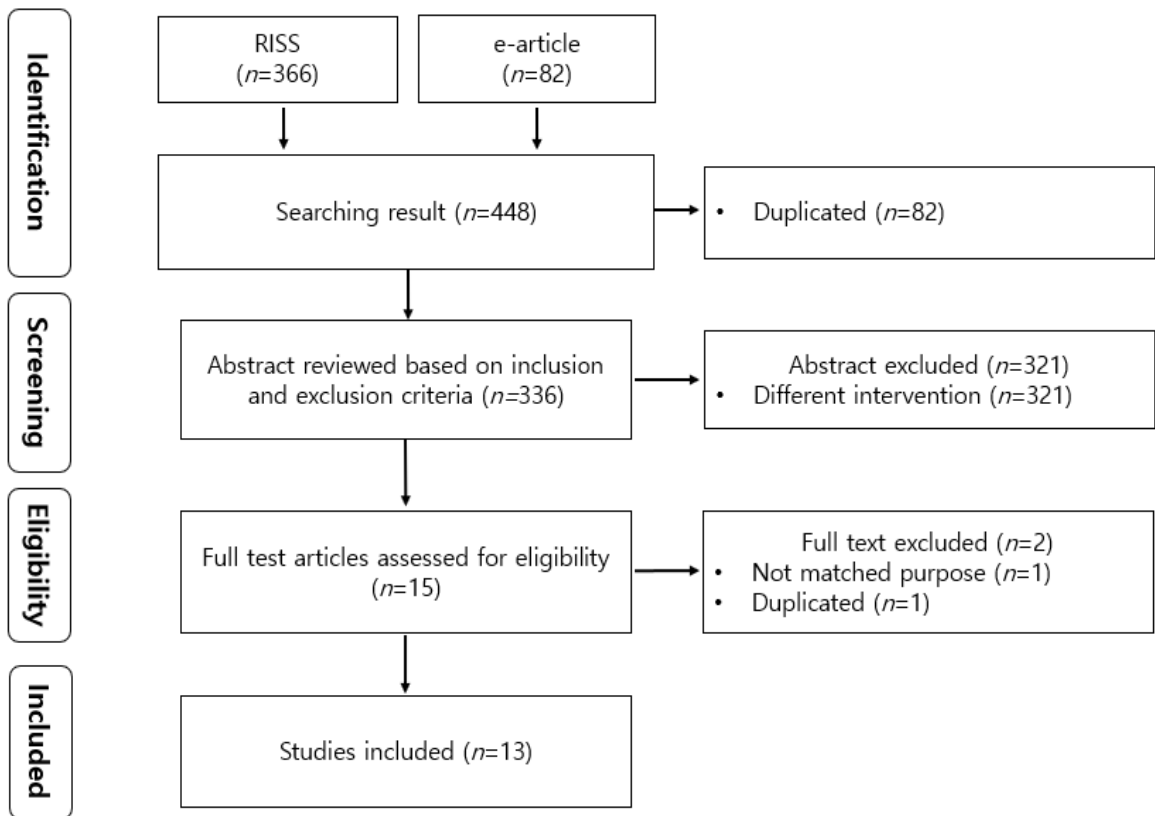 Identification
RISS
(n=366)
e-article
(n=82)
Searching result (n=448)
• Duplicated (n=82)
Screening
Abstract reviewed based on inclusion
and exclusion criteria (n=336)
Abstract excluded (n=321)
• Different intervention (n=321)
Eligibility
Full test articles assessed for eligibility
(n=15)
Full text excluded (n=2)
• Not matched purpose (n=1)
• Duplicated (n=1)
Included
Studies included (n=13)